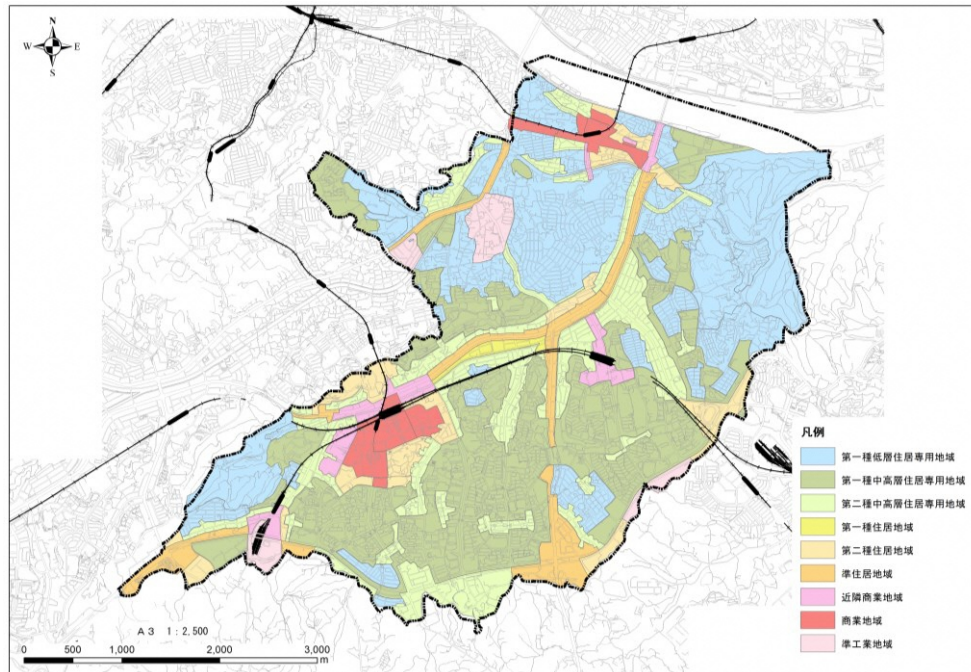 N
W E
S
凡例
第一種低層住居専用地域
第一種中高層住居専用地域
第二種中高層住居専用地域
第一種住居地域
第二種住居地域
準住居地域
近隣商業地域
商業地域
準工業地域
A3 1:2,500
0 500 1,000 2,000 3,000 m